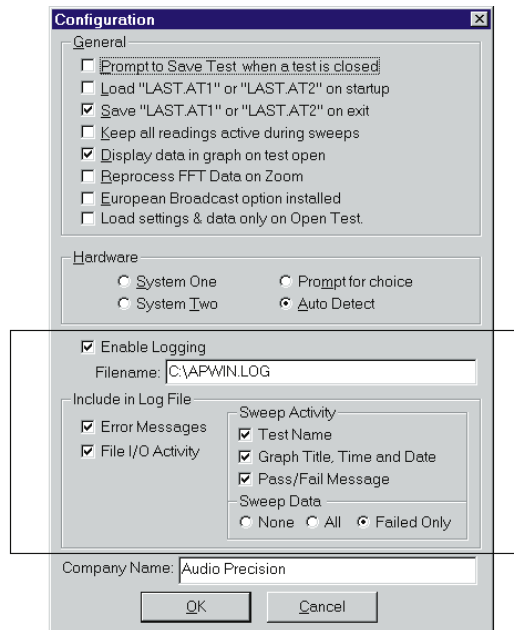 Configuration
General
Prompt to Save Test when a test is closed
Load "LAST.AT1" or "LAST.AT2" on startup
Save "LAST.AT1" or "LAST.AT2" on exit
Keep all readings active during sweeps
Display data in graph on test open
Reprocess FFT Data on Zoom
European Broadcast option installed
Load settings & data only on Open Test.
Hardware
System One
Prompt for choice
System Two
Auto Detect
Enable Logging
Filename: C:\APWIN.LOG
Include in Log File
Error Messages
File I/O Activity
Sweep Activity
Test Name
Graph Title, Time and Date
Pass/Fail Message
Sweep Data
None All Failed Only
Company Name: Audio Precision
OK Cancel